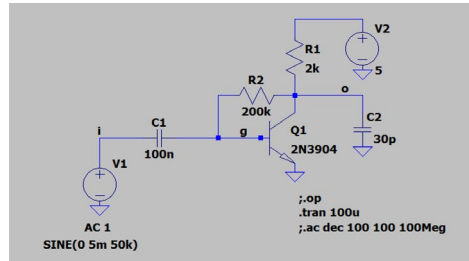 V2
R1
2k
5
R2
200k
o
C1
i
g
Q1
C2
100n
2N3904
30p
V1
;.op
.tran 100u
AC 1
;.ac dec 100 100 100Meg
SINE(0 5m 50k)